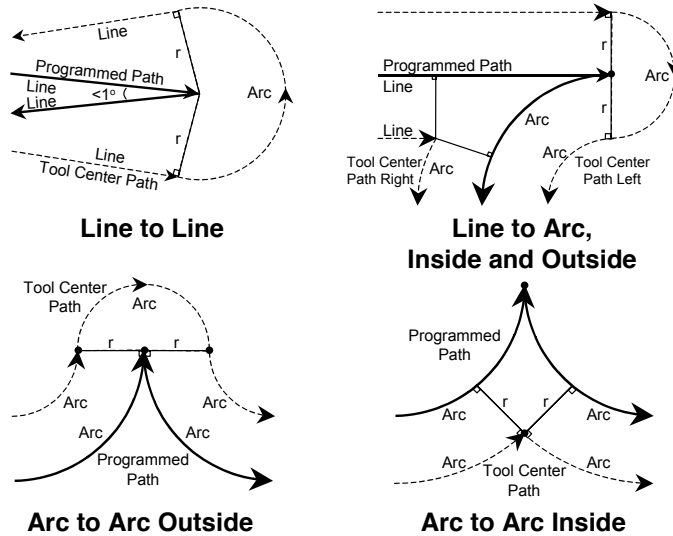 Line
r
Programmed Path
Line
Line
<1°
Arc
r
Line
Tool Center Path
Line to Line
r
Programmed Path
Arc
Line
r
Arc
Line
Tool Center
Path Right
Arc
Arc
Tool Center
Path Left
Line to Arc,
Inside and Outside
Tool Center
Path
Arc
r
r
Arc
Arc
Arc
Arc
Programmed
Path
Arc to Arc Outside
Programmed
Path
r
r
Arc
Arc
Arc
Tool Center
Path
Arc
Arc to Arc Inside